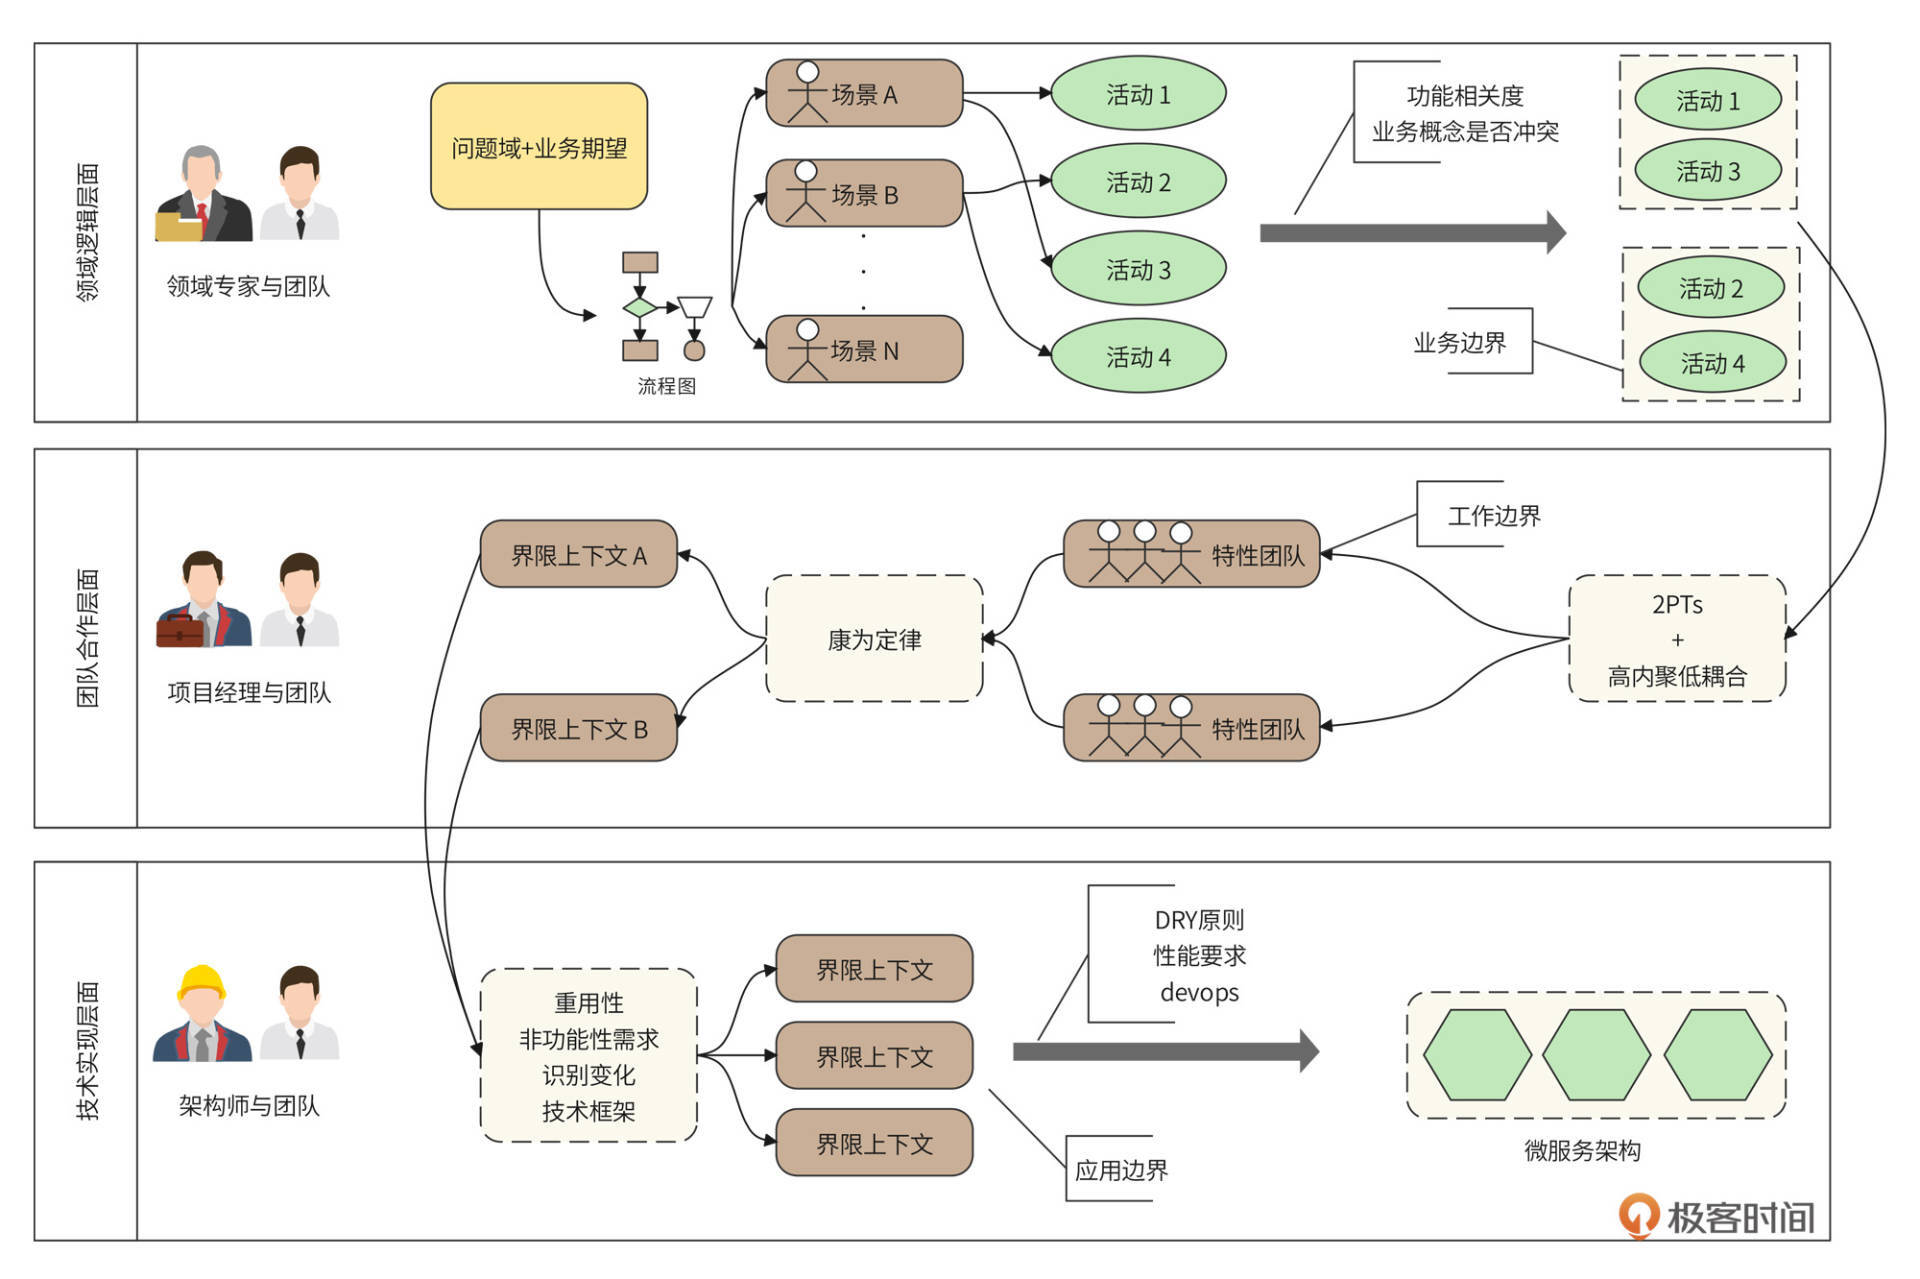 领域逻辑层面
领域专家与团队
问题域+业务期望
流程图
场景 A
场景 B
场景 N
活动 1
活动 2
活动 3
活动 4
功能相关度
业务概念是否冲突
业务边界
活动 1
活动 3
活动 2
活动 4
团队合作层面
项目经理与团队
界限上下文 A
界限上下文 B
康为定律
特性团队
特性团队
工作边界
2PTs
+
高内聚低耦合
技术实现层面
架构师与团队
重用性
非功能性需求
识别变化
技术框架
界限上下文
界限上下文
界限上下文
DRY原则
性能要求
devops
应用边界
微服务架构
极客时间